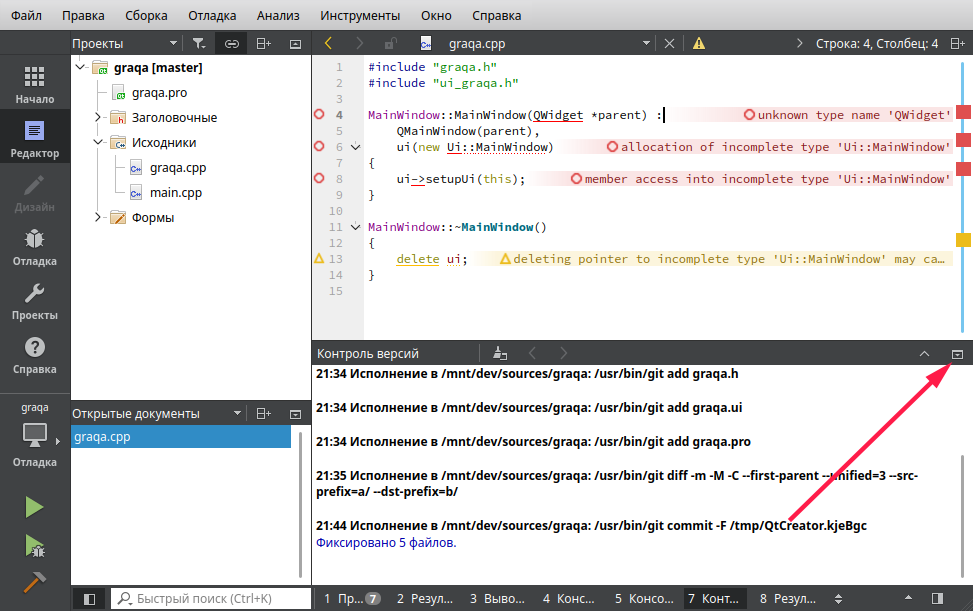 Файл Правка Сборка Отладка Анализ Инструменты Окно Справка
Проекты
graqa.cpp
Строка: 4, Столбец: 4
Начало
Редактор
Дизайн
Отладка
Проекты
Справка
graqa
Отладка
graqa [master]
graqa.pro
Заголовочные
Исходники
graqa.cpp
main.cpp
Формы
Открытые документы
graqa.cpp
1 #include "graqa.h"
2 #include "ui_graqa.h"
3
4 MainWindow::MainWindow(QWidget *parent) : unknown type name 'QWidget'
5 QMainWindow(parent),
6 ui(new Ui::MainWindow) allocation of incomplete type 'Ui::MainWindow'
7 {
8 ui->setupUi(this); member access into incomplete type 'Ui::MainWindow'
9 }
10
11 MainWindow::~MainWindow()
12 {
13 delete ui; deleting pointer to incomplete type 'Ui::MainWindow' may ca…
14 }
15
Контроль версий
21:34 Исполнение в /mnt/dev/sources/graqa: /usr/bin/git add graqa.h
21:34 Исполнение в /mnt/dev/sources/graqa: /usr/bin/git add graqa.ui
21:34 Исполнение в /mnt/dev/sources/graqa: /usr/bin/git add graqa.pro
21:35 Исполнение в /mnt/dev/sources/graqa: /usr/bin/git diff -m -M -C --first-parent --unified=3 --src-
prefix=a/ --dst-prefix=b/
21:44 Исполнение в /mnt/dev/sources/graqa: /usr/bin/git commit -F /tmp/QtCreator.kjeBgc
Фиксировано 5 файлов.
Быстрый поиск (Ctrl+K)
1 Пр… 7 2 Резул… 3 Выво… 4 Конс… 5 Консо… 7 Конт… 8 Резул…